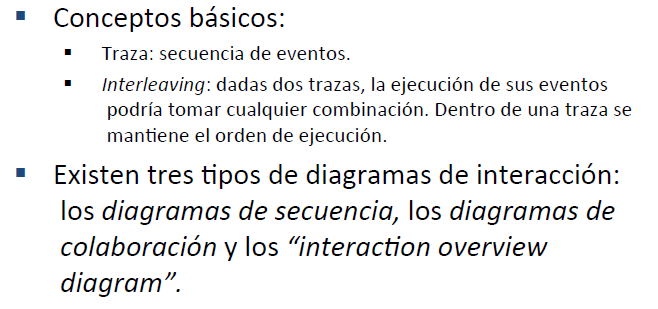 ▪ Conceptos básicos:
▪ Traza: secuencia de eventos.
▪ Interleaving: dadas dos trazas, la ejecución de sus eventos
podría tomar cualquier combinación. Dentro de una traza se
mantiene el orden de ejecución.
▪ Existen tres tipos de diagramas de interacción:
los diagramas de secuencia, los diagramas de
colaboración y los “interaction overview
diagram”.